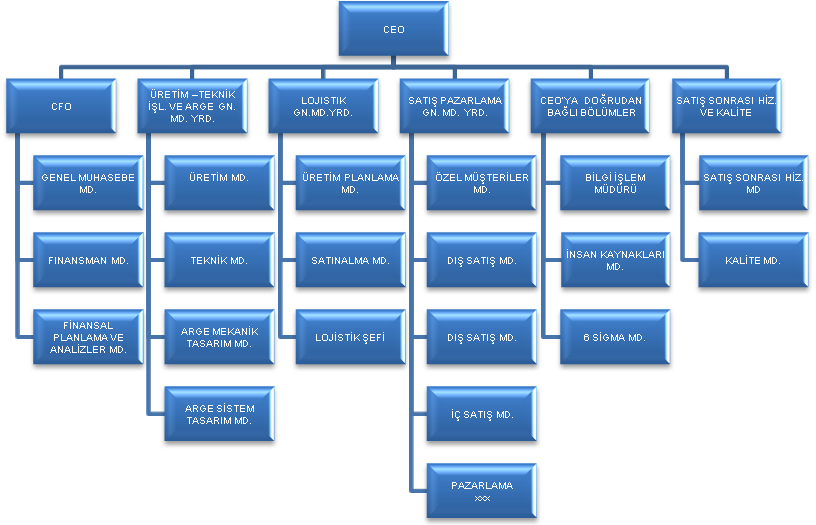 CEO
CFO
ÜRETİM –TEKNİK
İŞL. VE ARGE GN.
MD. YRD.
LOJISTIK
GN.MD.YRD.
SATIŞ PAZARLAMA
GN. MD. YRD.
CEO'YA DOĞRUDAN
BAĞLI BÖLÜMLER
SATIŞ SONRASI HİZ.
VE KALİTE
GENEL MUHASEBE
MD.
ÜRETİM MD.
ÜRETİM PLANLAMA
MD.
ÖZEL MÜŞTERİLER
MD.
BİLGİ İŞLEM
MÜDÜRÜ
SATIŞ SONRASI HİZ.
MD
FINANSMAN MD.
TEKNİK MD.
SATINALMA MD.
DIŞ SATIŞ MD.
İNSAN KAYNAKLARI
MD.
KALİTE MD.
FİNANSAL
PLANLAMA VE
ANALİZLER MD.
ARGE MEKANİK
TASARIM MD.
LOJİSTİK ŞEFİ
DIŞ SATIŞ MD.
6 SİGMA MD.
ARGE SİSTEM
TASARIM MD.
İÇ SATIŞ MD.
PAZARLAMA
xxx